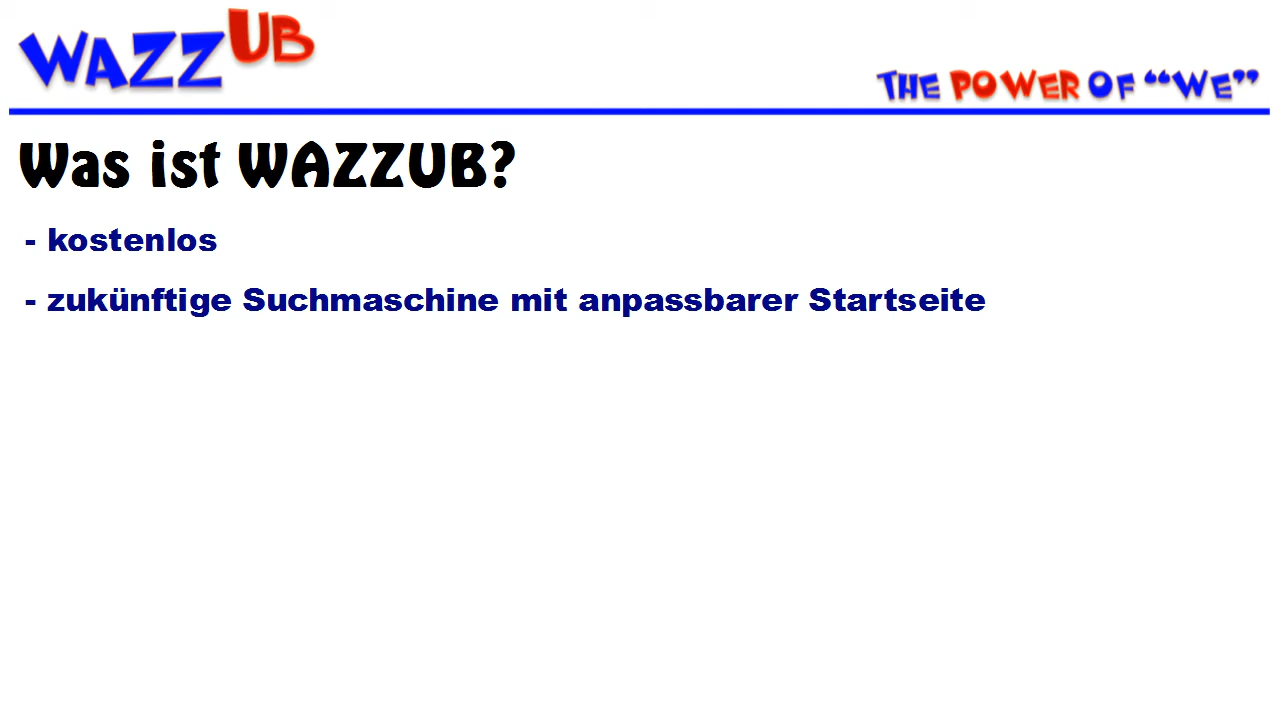 WAZZUB
THE POWER OF “WE”
Was ist WAZZUB?
- kostenlos
- zukünftige Suchmaschine mit anpassbarer Startseite